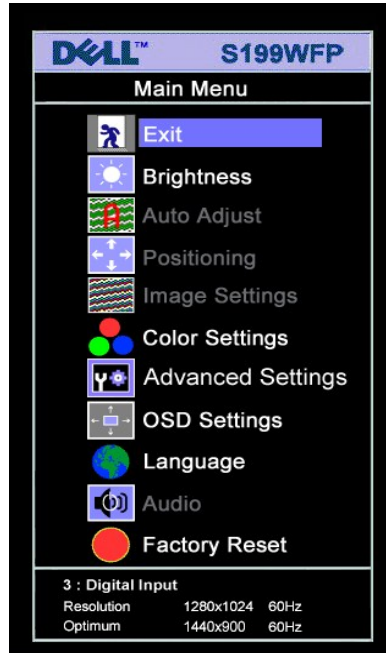 DELL™ S199WFP
Main Menu
Exit
Brightness
Auto Adjust
Positioning
Image Settings
Color Settings
Advanced Settings
OSD Settings
Language
Audio
Factory Reset
3 : Digital Input
Resolution 1280x1024 60Hz
Optimum 1440x900 60Hz